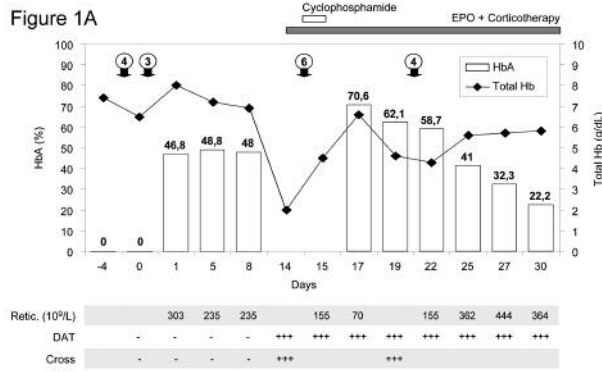 Figure 1A
Cyclophosphamide
EPO + Corticotherapy
100 10
90 9
80 8
70 7
60 6
50 5
40 4
30 3
20 2
10 1
0 0
HbA (%)
Total Hb (g/dL)
4 3 6 4
HbA
Total Hb
0 0 46,8 48,8 48 70,6 62,1 58,7 41 32,3 22,2
-4 0 1 5 8 14 15 17 19 22 25 27 30
Days
Retic. (10⁹/L) 303 235 235 155 70 155 362 444 364
DAT - - - - +++ +++ +++ +++ +++ +++ +++ +++
Cross - - - - +++ +++